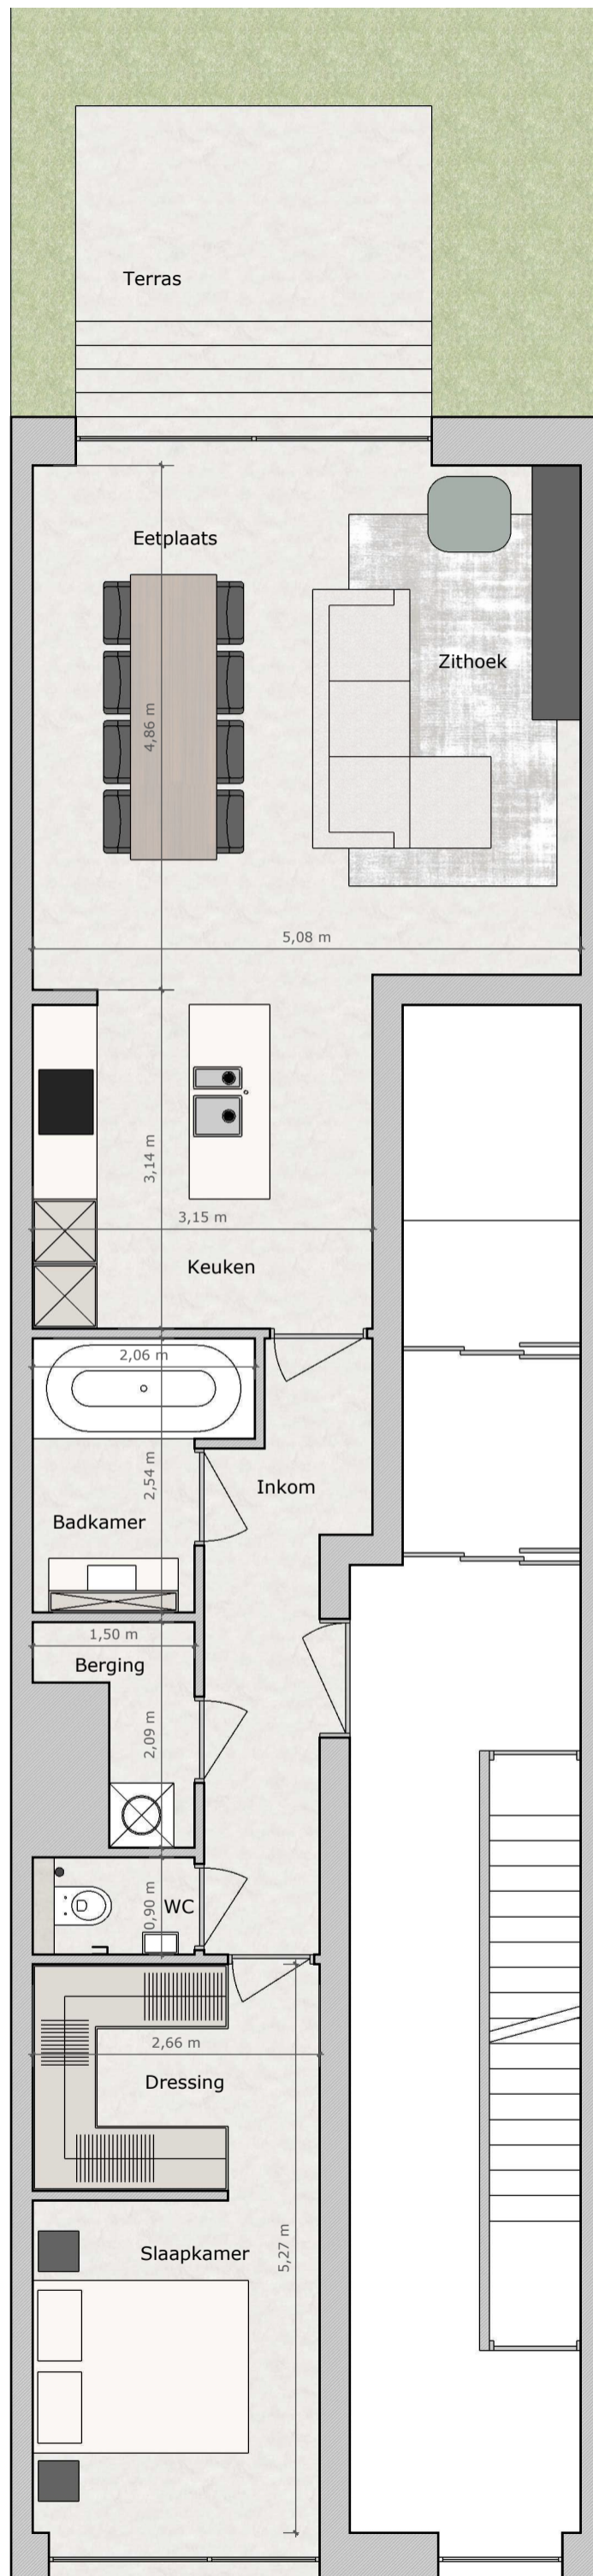 Terras
Eetplaats
Zithoek
4,86 m
5,08 m
3,14 m
3,15 m
Keuken
2,06 m
2,54 m
Inkom
Badkamer
1,50 m
Berging
2,09 m
0,90 m
WC
2,66 m
Dressing
Slaapkamer
5,27 m